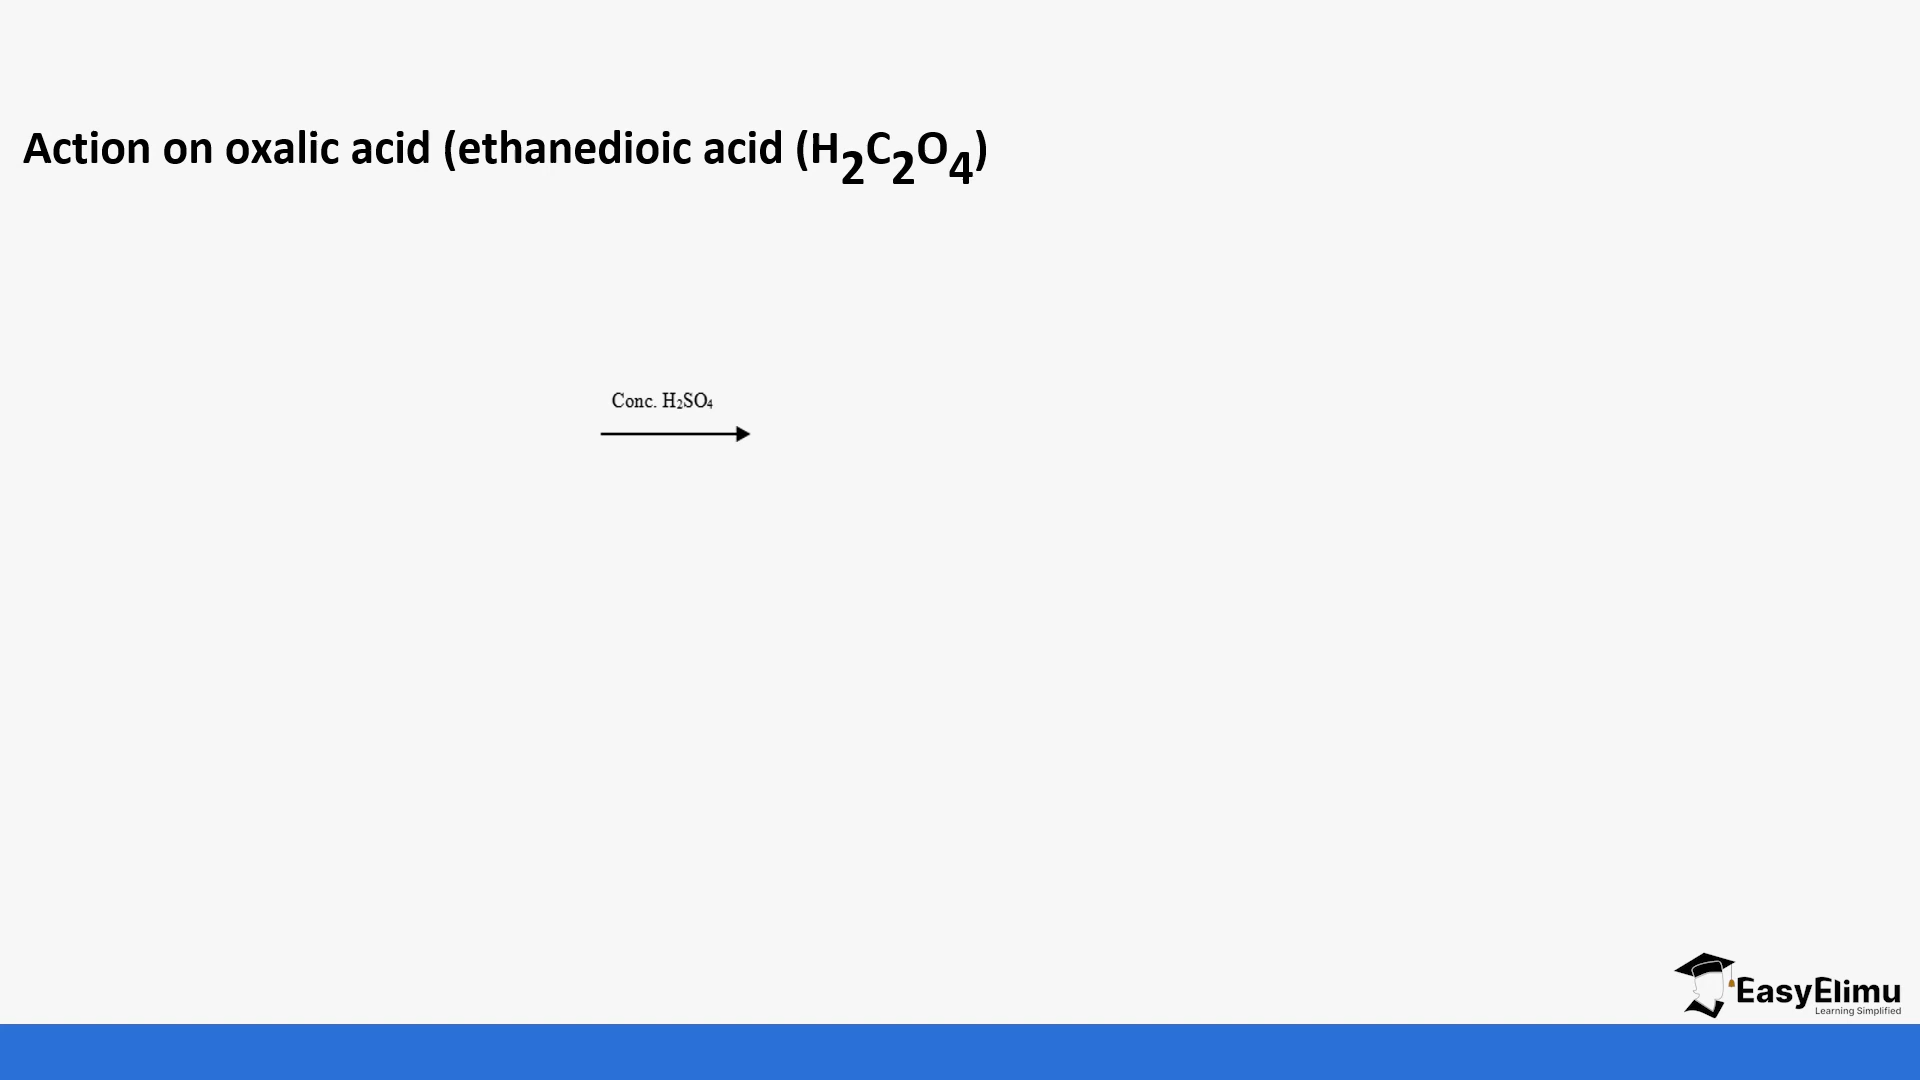 Action on oxalic acid (ethanedioic acid (H₂C₂O₄)
Conc. H₂SO₄
EasyElimu
Learning Simplified